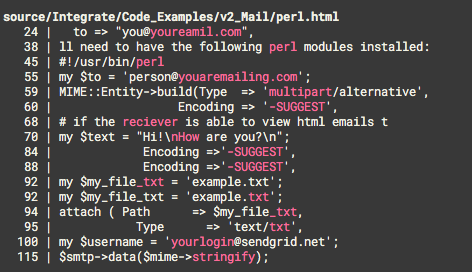 source/Integrate/Code_Examples/v2_Mail/perl.html
24 | to => "you@youreamil.com",
38 | ll need to have the following perl modules installed:
45 | #!/usr/bin/perl
55 | my $to = 'person@youaremailing.com';
59 | MIME::Entity->build(Type => 'multipart/alternative',
60 | Encoding => '-SUGGEST',
68 | # if the reciever is able to view html emails t
70 | my $text = "Hi!\nHow are you?\n";
84 | Encoding =>'-SUGGEST',
88 | Encoding =>'-SUGGEST',
92 | my $my_file_txt = 'example.txt';
92 | my $my_file_txt = 'example.txt';
94 | attach ( Path => $my_file_txt,
95 | Type => 'text/txt',
100 | my $username = 'yourlogin@sendgrid.net';
115 | $smtp->data($mime->stringify);